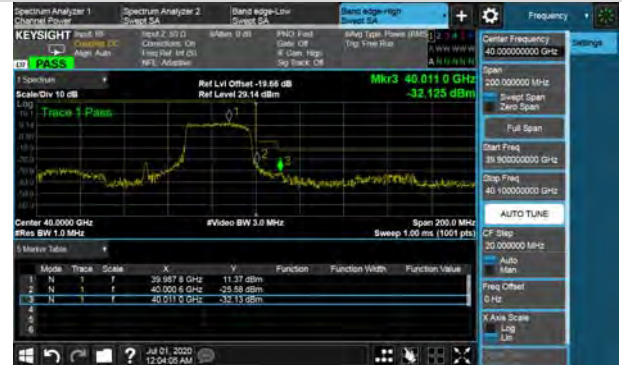 Spectrum Analyzer 1
Channel Power
Spectrum Analyzer 2
Swept SA
Band edge-Low
Swept SA
Band edge-High
Swept SA
Frequency
KEYSIGHT Input: RF
Coupling: DC
Align: Auto
Input Z: 50 Ω
Corrections: On
Freq Ref: Int (S)
NFE: Adaptive
#Atten: 0 dB
PNO: Fast
Gate: Off
IF Gain: High
Sig Track: Off
#Avg Type: Power (RMS)
Trig: Free Run
PASS
1 Spectrum
Scale/Div 10 dB
Ref Lvl Offset -19.66 dB
Ref Level 29.14 dBm
Mkr3 40.011 0 GHz
-32.125 dBm
Log
Trace 1 Pass
Center 40.0000 GHz
#Res BW 1.0 MHz
#Video BW 3.0 MHz
Span 200.0 MHz
Sweep 1.00 ms (1001 pts)
5 Marker Table
Mode Trace Scale X Y Function Function Width Function Value
1 N 1 f 39.987 8 GHz 11.37 dBm
2 N 1 f 40.000 6 GHz -25.58 dBm
3 N 1 f 40.011 0 GHz -32.13 dBm
4
5
6
Jul 01, 2020
12:04:05 AM
Center Frequency
40.000000000 GHz
Settings
Span
200.000000 MHz
Swept Span
Zero Span
Full Span
Start Freq
39.900000000 GHz
Stop Freq
40.100000000 GHz
AUTO TUNE
CF Step
20.000000 MHz
Auto
Man
Freq Offset
0 Hz
X Axis Scale
Log
Lin